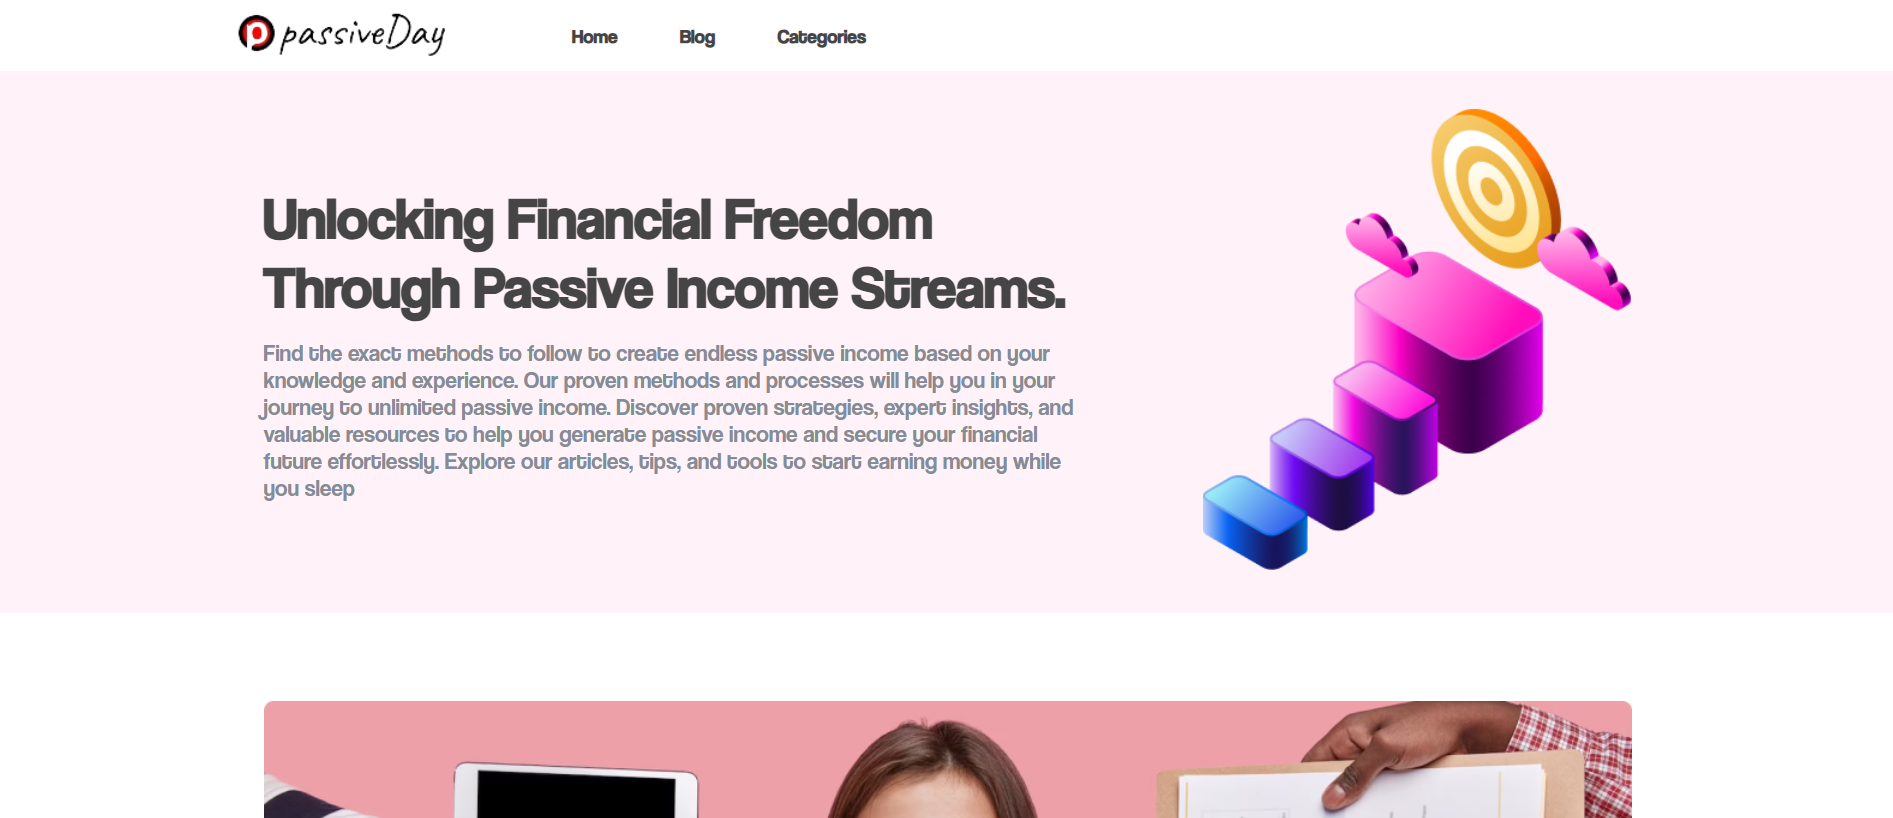 passiveDay
Home Blog Categories
Unlocking Financial Freedom
Through Passive Income Streams.
Find the exact methods to follow to create endless passive income based on your
knowledge and experience. Our proven methods and processes will help you in your
journey to unlimited passive income. Discover proven strategies, expert insights, and
valuable resources to help you generate passive income and secure your financial
future effortlessly. Explore our articles, tips, and tools to start earning money while
you sleep